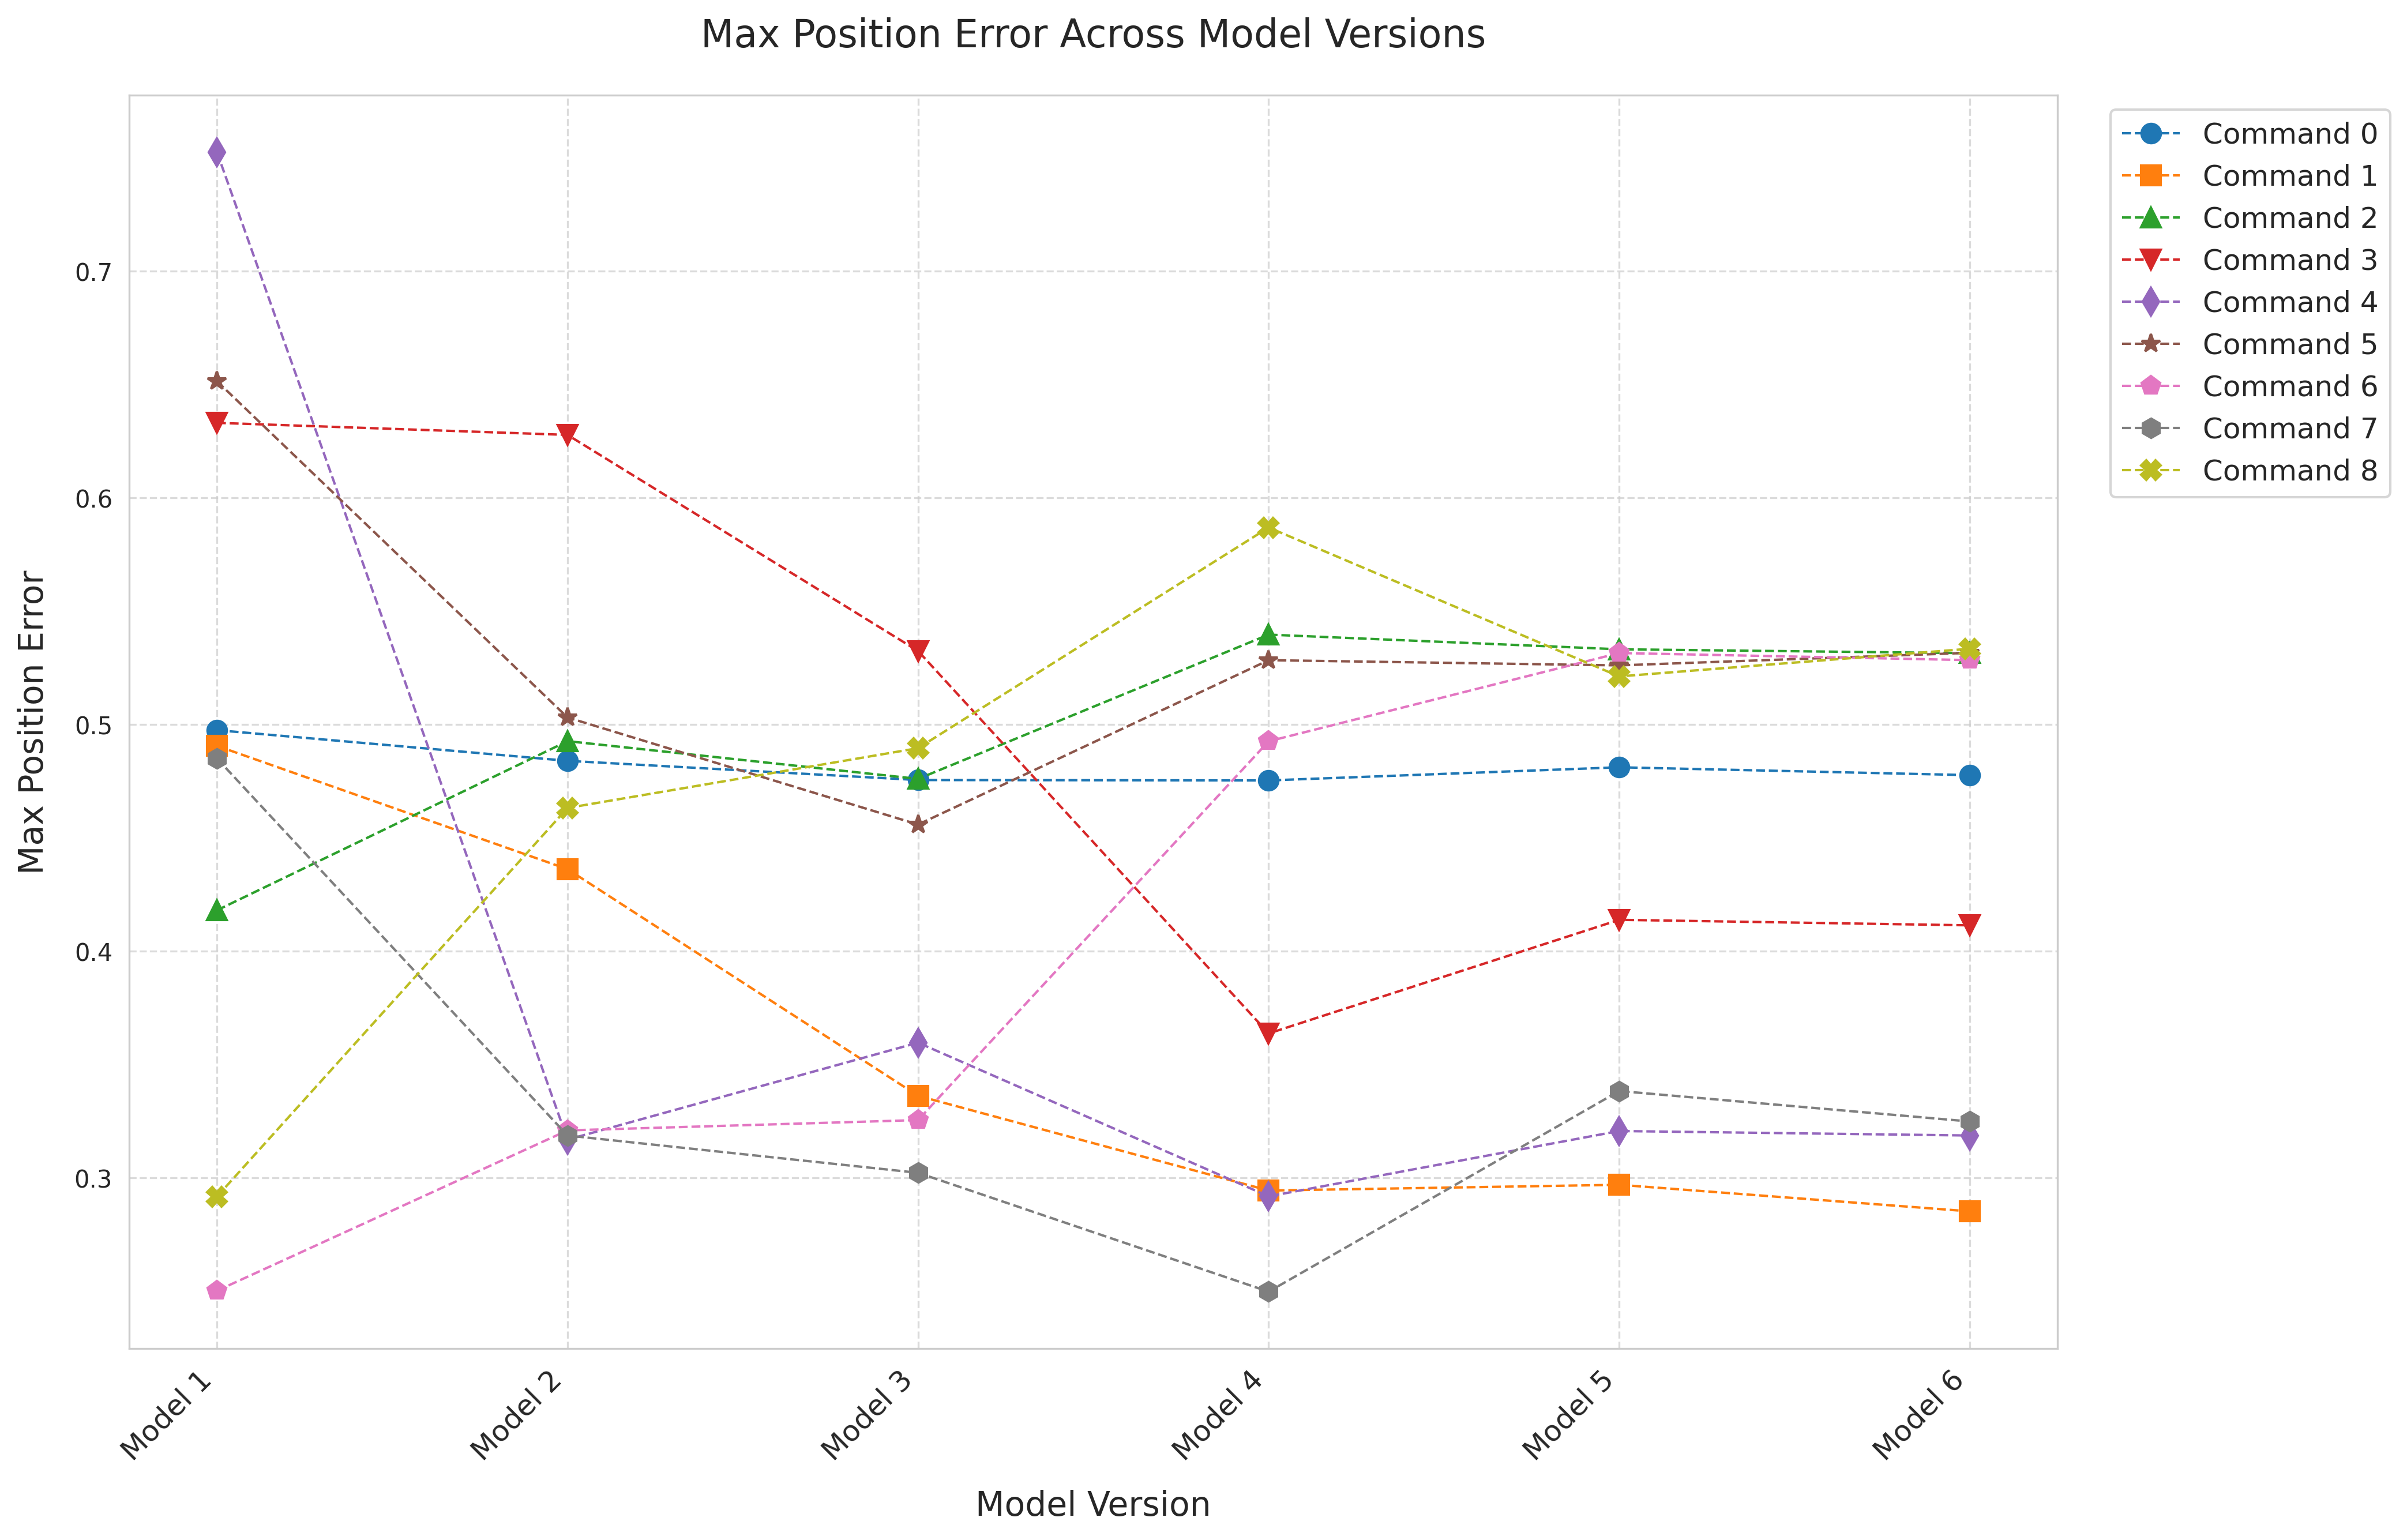 Max Position Error Across Model Versions
Max Position Error
0.7
0.6
0.5
0.4
0.3
Model 1
Model 2
Model 3
Model 4
Model 5
Model 6
Model Version
Command 0
Command 1
Command 2
Command 3
Command 4
Command 5
Command 6
Command 7
Command 8